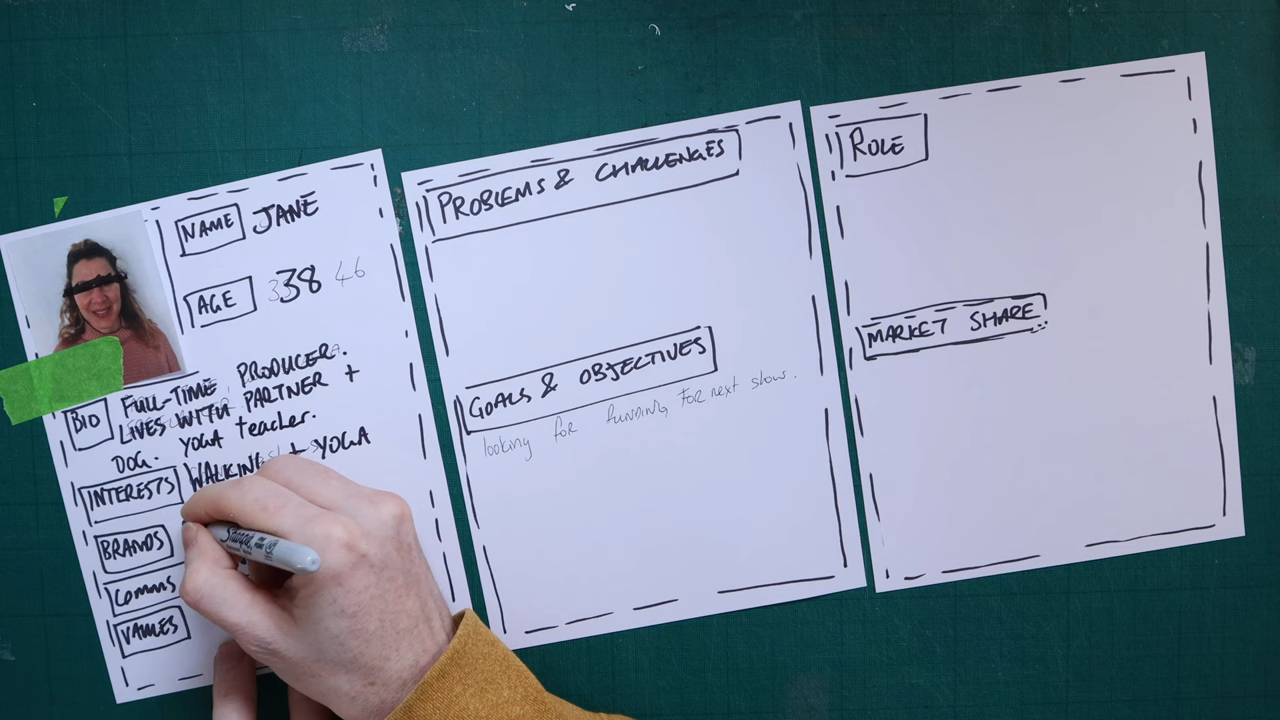 NAME JANE
AGE 38 46
BIO FULL-TIME PRODUCER.
LIVES WITH PARTNER +
DOG. YOGA teacher.
INTERESTS WALKING + YOGA
BRANDS
Comms
VALUES
Sharpie
PROBLEMS & CHALLENGES
GOALS & OBJECTIVES
looking for funding for next show.
ROLE
MARKET SHARE